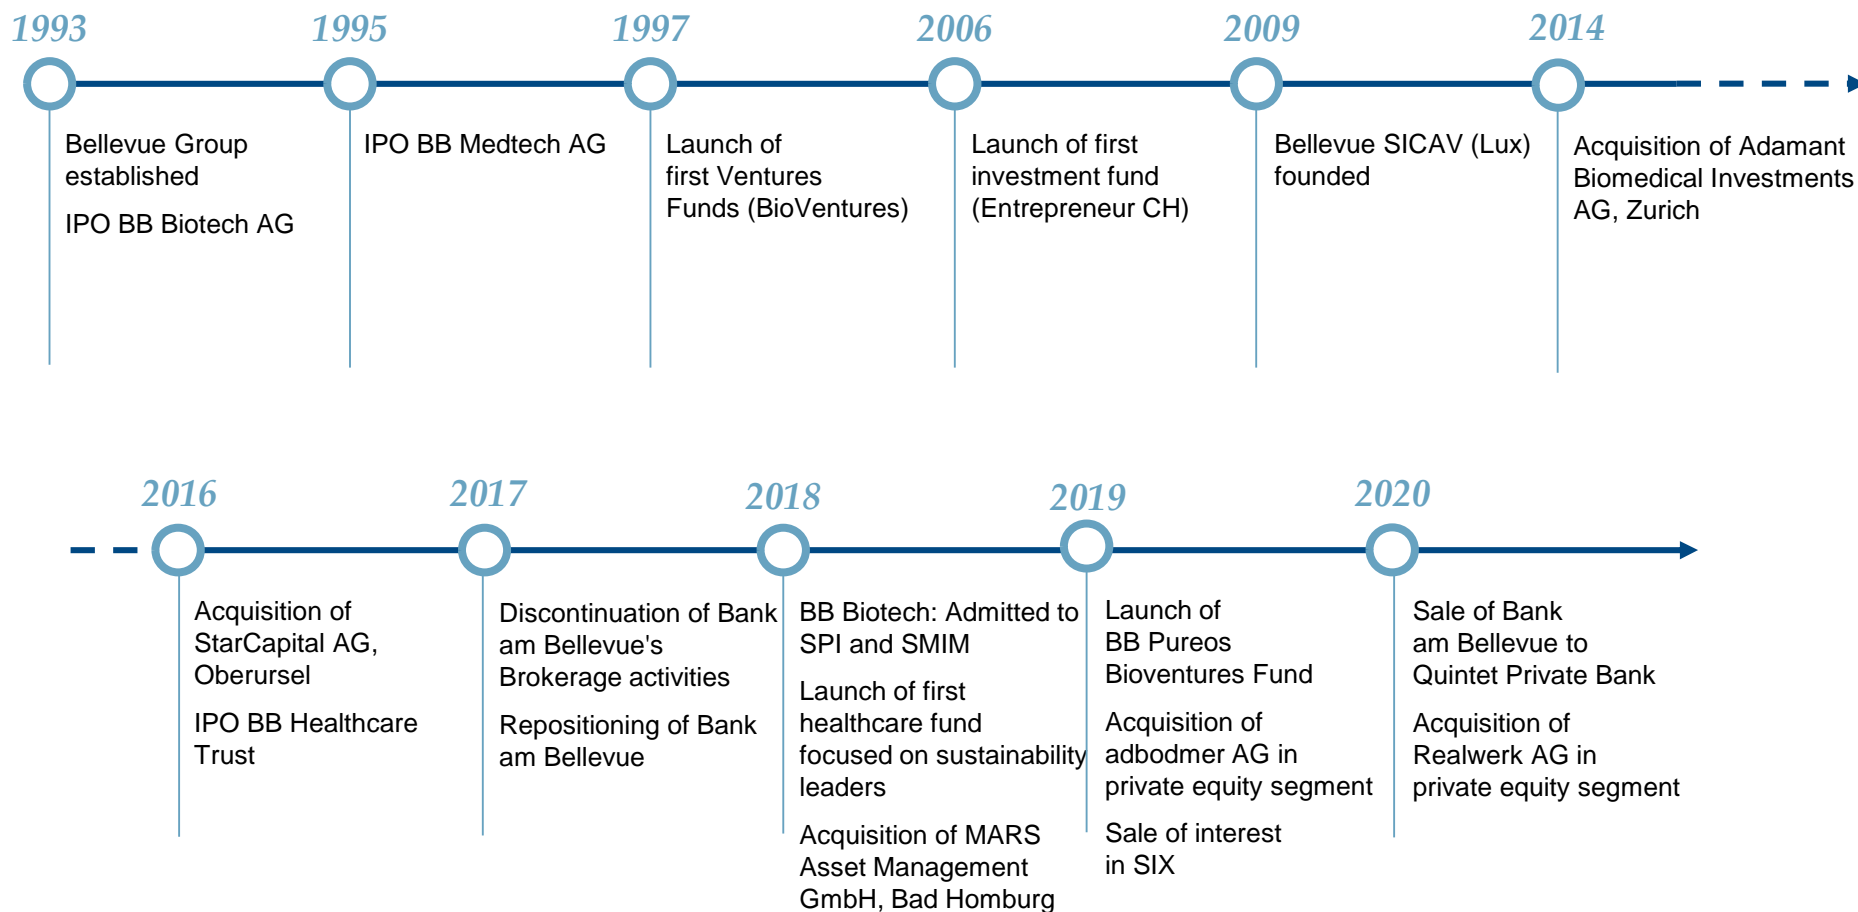 1993
Bellevue Group
established
IPO BB Biotech AG
1995
IPO BB Medtech AG
1997
Launch of
first Ventures
Funds (BioVentures)
2006
Launch of first
investment fund
(Entrepreneur CH)
2009
Bellevue SICAV (Lux)
founded
2014
Acquisition of Adamant
Biomedical Investments
AG, Zurich
2016
Acquisition of
StarCapital AG,
Oberursel
IPO BB Healthcare
Trust
2017
Discontinuation of Bank
am Bellevue's
Brokerage activities
Repositioning of Bank
am Bellevue
2018
BB Biotech: Admitted to
SPI and SMIM
Launch of first
healthcare fund
focused on sustainability
leaders
Acquisition of MARS
Asset Management
GmbH, Bad Homburg
2019
Launch of
BB Pureos
Bioventures Fund
Acquisition of
adbodmer AG in
private equity segment
Sale of interest
in SIX
2020
Sale of Bank
am Bellevue to
Quintet Private Bank
Acquisition of
Realwerk AG in
private equity segment